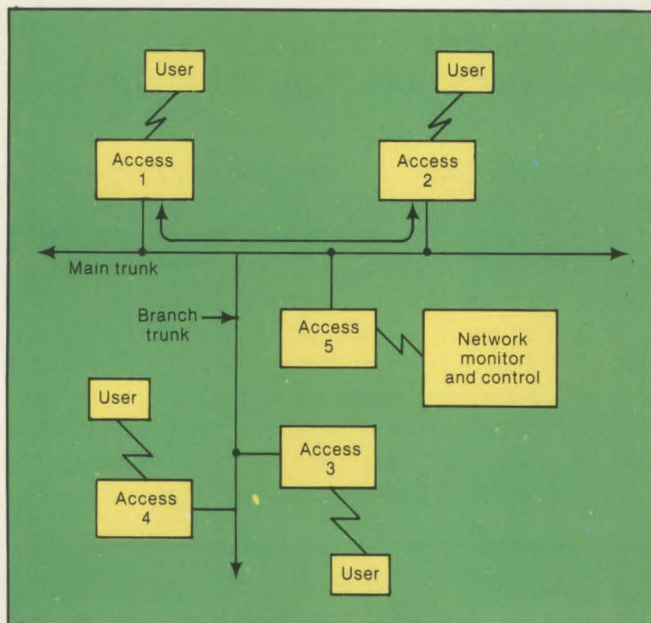 User
User
Access
1
Access
2
Main trunk
Branch
trunk
Access
5
Network
monitor
and control
User
Access
3
Access
4
User